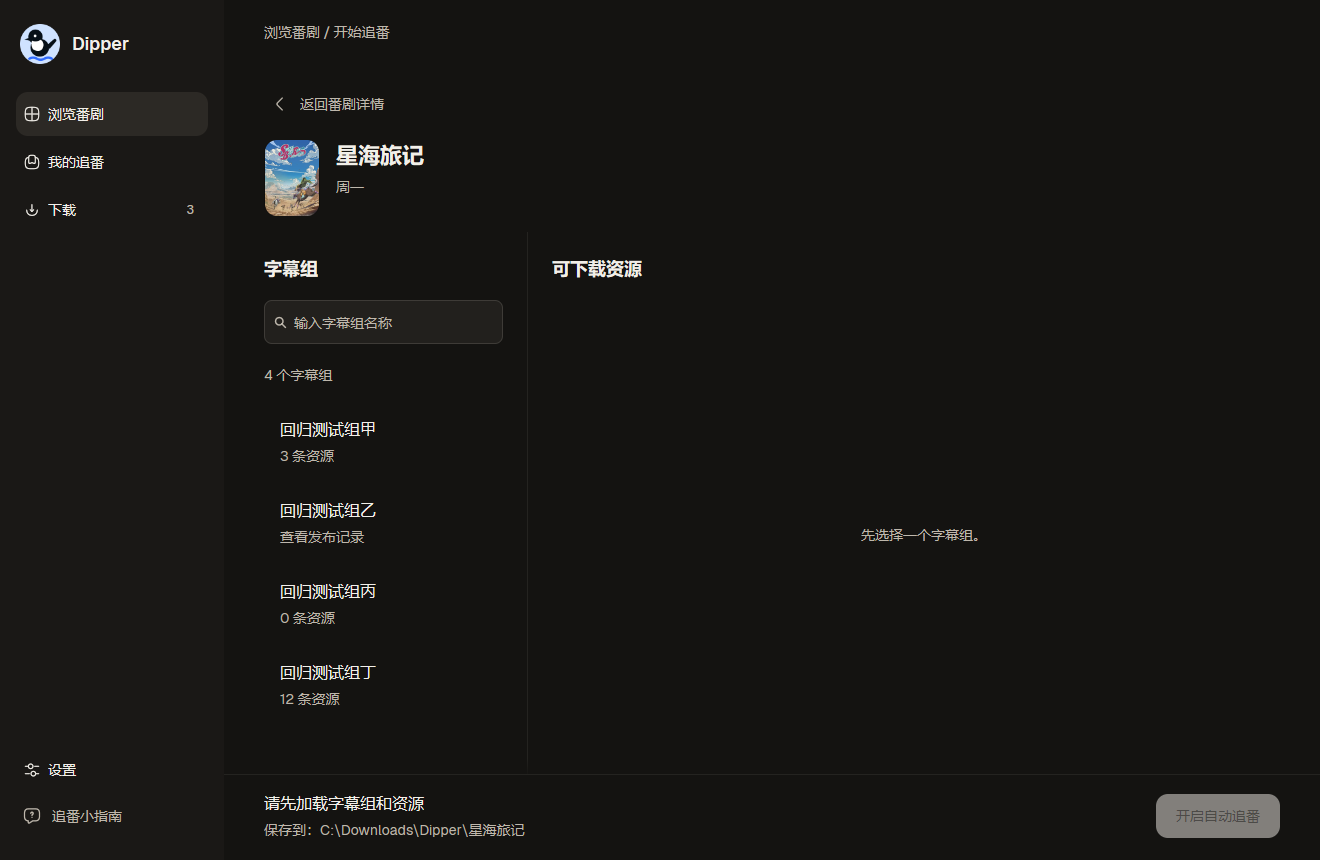 Dipper
浏览番剧
我的追番
下载 3
设置
追番小指南
浏览番剧 / 开始追番
返回番剧详情
星海旅记
周一
字幕组
输入字幕组名称
4 个字幕组
回归测试组甲
3 条资源
回归测试组乙
查看发布记录
回归测试组丙
0 条资源
回归测试组丁
12 条资源
可下载资源
先选择一个字幕组。
请先加载字幕组和资源
保存到：C:\Downloads\Dipper\星海旅记
开启自动追番